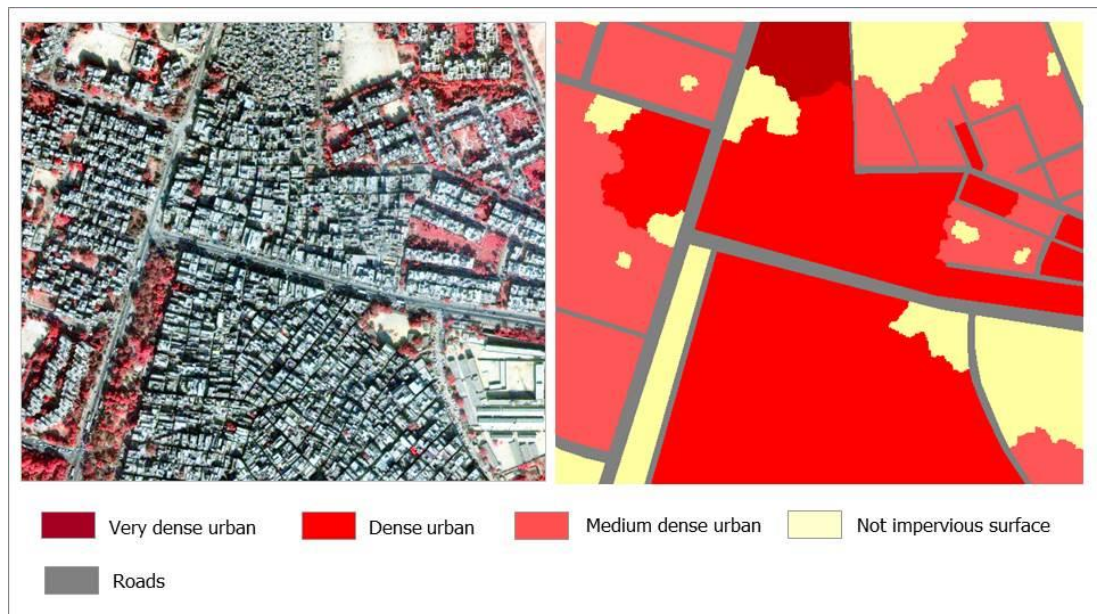 Very dense urban
Dense urban
Medium dense urban
Not impervious surface
Roads